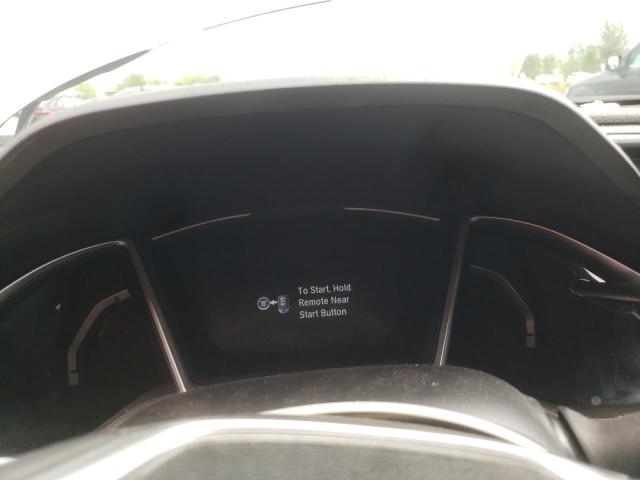 To Start, Hold
Remote Near
Start Button